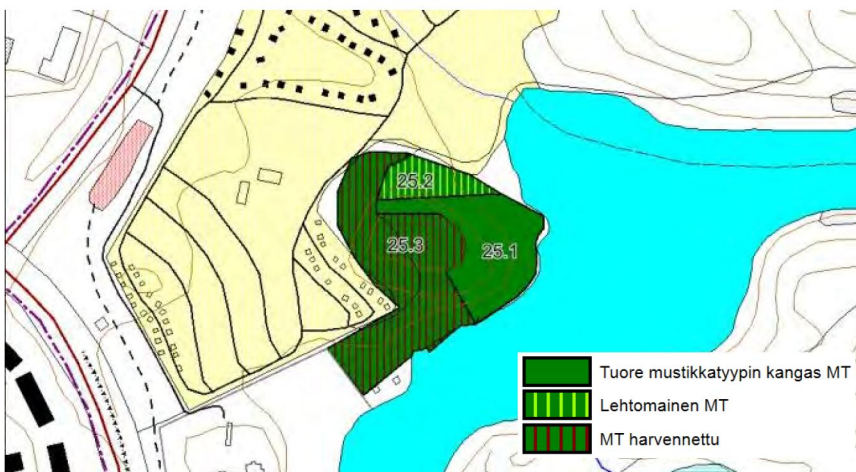 25.2
25.3
25.1
Tuore mustikkatyypin kangas MT
Lehtomainen MT
MT harvennettu